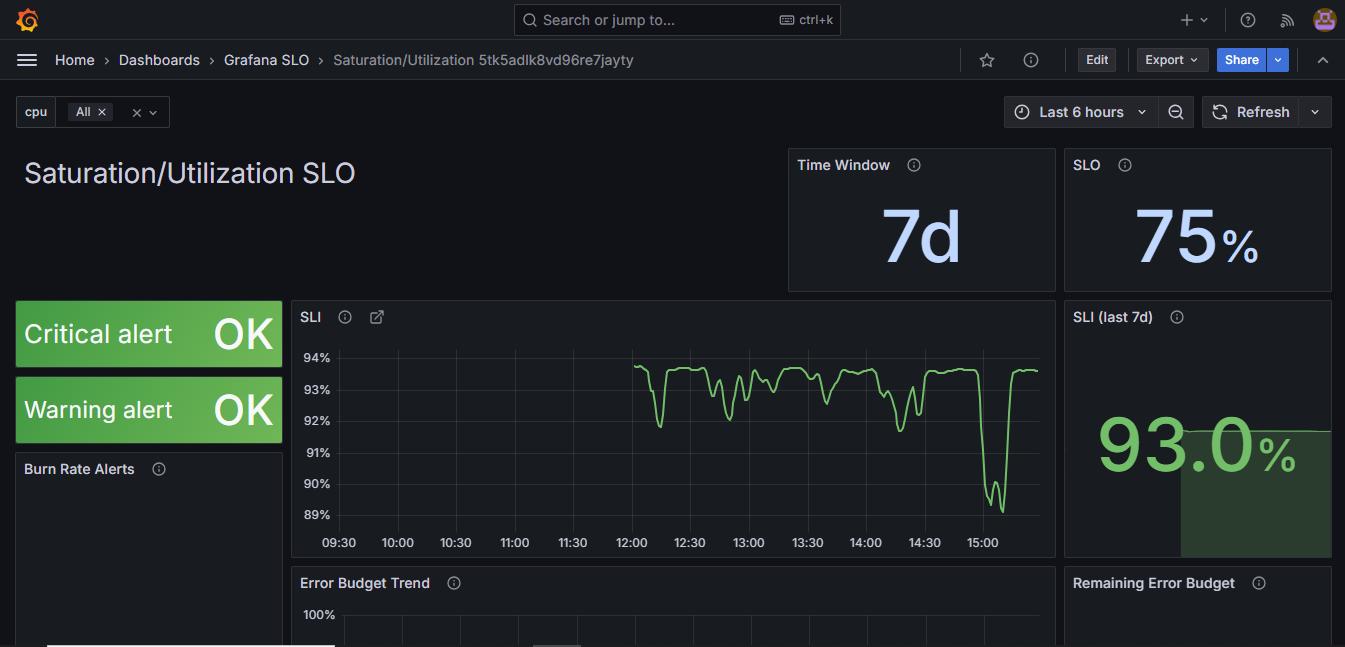 Search or jump to... ctrl+k
Home › Dashboards › Grafana SLO › Saturation/Utilization 5tk5adlk8vd96re7jayty
Edit Export Share
cpu All × ×
Last 6 hours Refresh
Saturation/Utilization SLO
Time Window
7d
SLO
75%
Critical alert OK
Warning alert OK
Burn Rate Alerts
SLI
94%
93%
92%
91%
90%
89%
09:30 10:00 10:30 11:00 11:30 12:00 12:30 13:00 13:30 14:00 14:30 15:00
SLI (last 7d)
93.0%
Error Budget Trend
100%
Remaining Error Budget